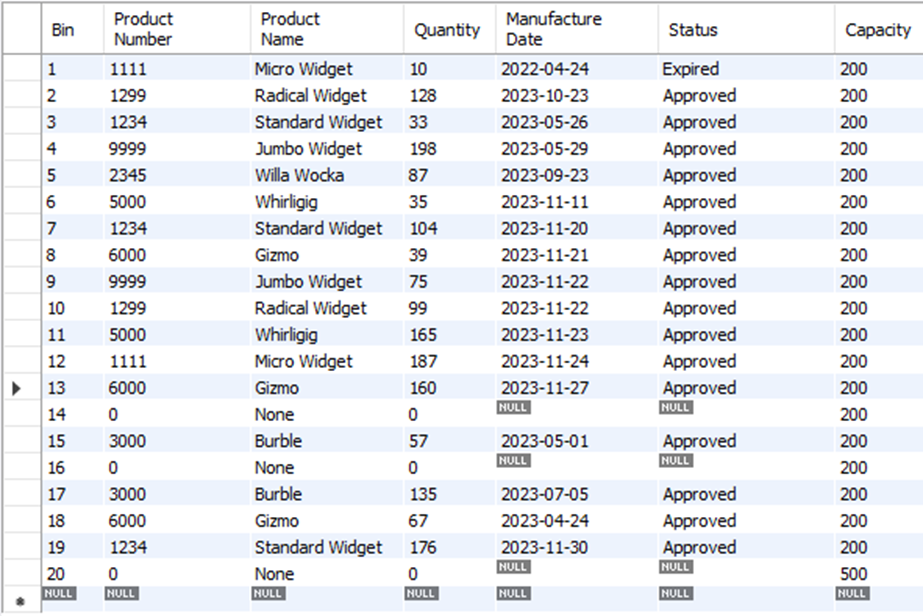 Bin Product Number Product Name Quantity Manufacture Date Status Capacity
1 1111 Micro Widget 10 2022-04-24 Expired 200
2 1299 Radical Widget 128 2023-10-23 Approved 200
3 1234 Standard Widget 33 2023-05-26 Approved 200
4 9999 Jumbo Widget 198 2023-05-29 Approved 200
5 2345 Willa Wocka 87 2023-09-23 Approved 200
6 5000 Whirligig 35 2023-11-11 Approved 200
7 1234 Standard Widget 104 2023-11-20 Approved 200
8 6000 Gizmo 39 2023-11-21 Approved 200
9 9999 Jumbo Widget 75 2023-11-22 Approved 200
10 1299 Radical Widget 99 2023-11-22 Approved 200
11 5000 Whirligig 165 2023-11-23 Approved 200
12 1111 Micro Widget 187 2023-11-24 Approved 200
13 6000 Gizmo 160 2023-11-27 Approved 200
14 0 None 0 NULL NULL 200
15 3000 Burble 57 2023-05-01 Approved 200
16 0 None 0 NULL NULL 200
17 3000 Burble 135 2023-07-05 Approved 200
18 6000 Gizmo 67 2023-04-24 Approved 200
19 1234 Standard Widget 176 2023-11-30 Approved 200
20 0 None 0 NULL NULL 500
NULL NULL NULL NULL NULL NULL NULL